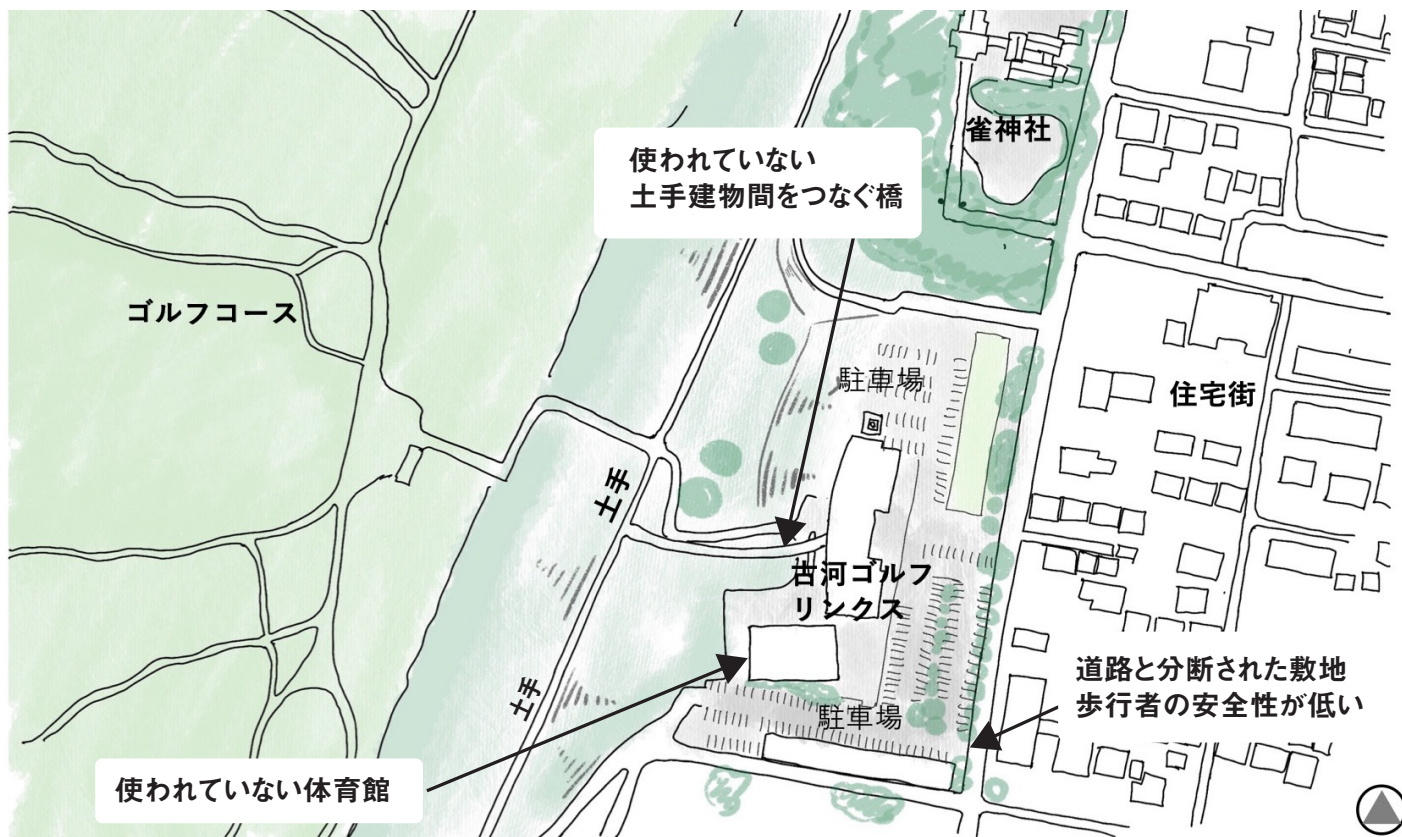 雀神社
使われていない
土手建物間をつなぐ橋
ゴルフコース
駐車場
住宅街
土手
古河ゴルフ
リンクス
道路と分断された敷地
歩行者の安全性が低い
土手
駐車場
使われていない体育館